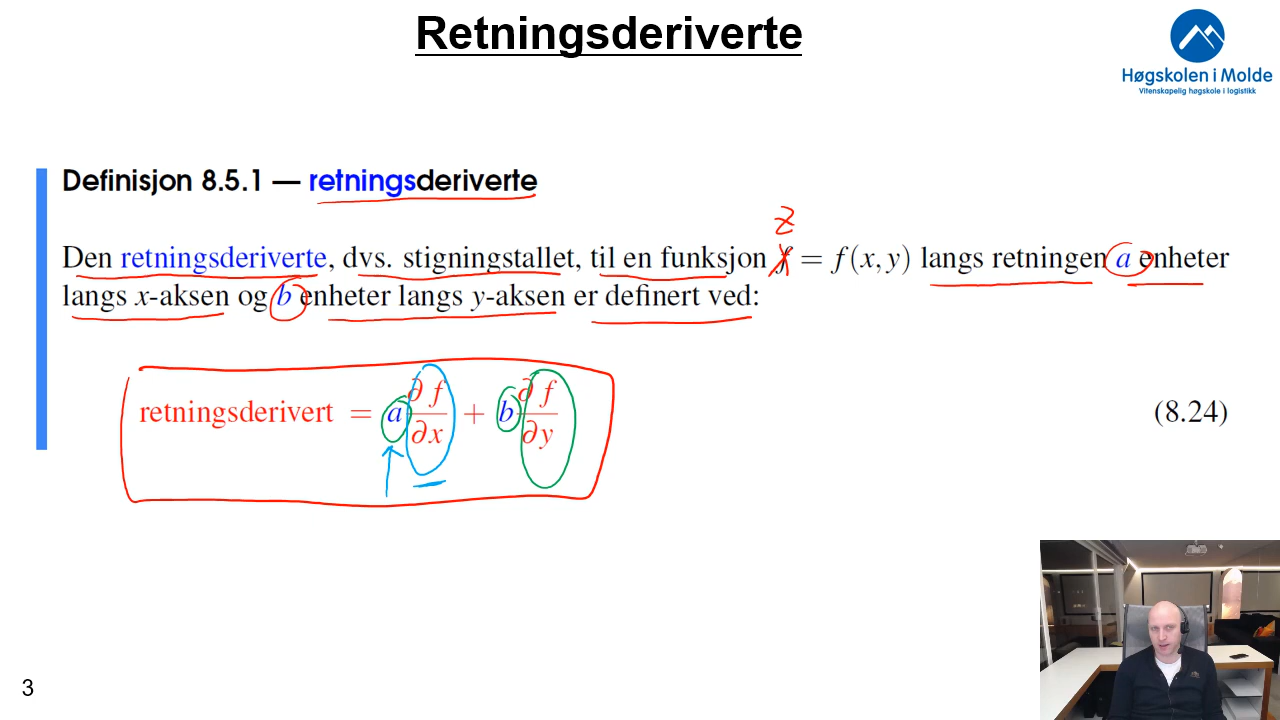 Retningsderiverte
Høgskolen i Molde
Vitenskapelig høgskole i logistikk
Definisjon 8.5.1 — retningsderiverte
z
Den retningsderiverte, dvs. stigningstallet, til en funksjon f = f(x, y) langs retningen a enheter
langs x-aksen og b enheter langs y-aksen er definert ved:
retningsderivert = a ∂f/∂x + b ∂f/∂y (8.24)
3